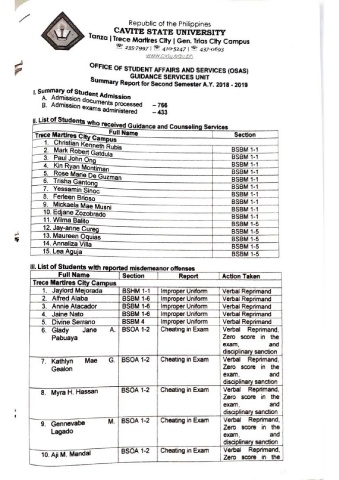 Republic of the Philippines
CAVITE STATE UNIVERSITY
Tanza | Trece Martires City | Gen. Trias City Campus
www.cvsu.edu.ph
OFFICE OF STUDENT AFFAIRS AND SERVICES (OSAS)
GUIDANCE SERVICES UNIT
Summary Report for Second Semester A.Y. 2018 - 2019
I. Summary of Student Admission
A. Admission documents processed – 766
B. Admission exams administered – 433
II. List of Students who received Guidance and Counseling Services
Full Name Section
Trece Martires City Campus
1. Christian Kenneth Rubis BSBM 1-1
2. Mark Robert Gatdula BSBM 1-1
3. Paul John Ong BSBM 1-1
4. Kin Ryan Montiman BSBM 1-1
5. Rose Marie De Guzman BSBM 1-1
6. Trisha Gantong BSBM 1-1
7. Yessamin Sinoc BSBM 1-1
8. Ferleen Brioso BSBM 1-1
9. Mickaela Mae Musni BSBM 1-1
10. Edjane Zozobrado BSBM 1-1
11. Wilma Balito BSBM 1-5
12. Jay-anne Cureg BSBM 1-5
13. Maureen Oquias BSBM 1-5
14. Anneliza Villa BSBM 1-5
15. Lea Aguja BSBM 1-5
III. List of Students with reported misdemeanor offenses
Full Name Section Report Action Taken
Trece Martires City Campus
1. Jaylord Mejorada BSHM 1-1 Improper Uniform Verbal Reprimand
2. Alfred Alaba BSBM 1-6 Improper Uniform Verbal Reprimand
3. Annie Atacador BSBM 1-6 Improper Uniform Verbal Reprimand
4. Jaine Nato BSBM 1-6 Improper Uniform Verbal Reprimand
5. Divine Serrano BSBM 4 Improper Uniform Verbal Reprimand
6. Glady Jane A. Pabuaya BSOA 1-2 Cheating in Exam Verbal Reprimand,
Zero score in the
exam, and
disciplinary sanction
7. Kathlyn Mae G. Gealon BSOA 1-2 Cheating in Exam Verbal Reprimand,
Zero score in the
exam, and
disciplinary sanction
8. Myra H. Hassan BSOA 1-2 Cheating in Exam Verbal Reprimand,
Zero score in the
exam, and
disciplinary sanction
9. Gennevabe M. Lagado BSOA 1-2 Cheating in Exam Verbal Reprimand,
Zero score in the
exam, and
disciplinary sanction
10. Aji M. Mandal BSOA 1-2 Cheating in Exam Verbal Reprimand,
Zero score in the